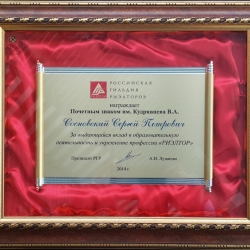 РОССИЙСКАЯ
ГИЛЬДИЯ
РИЭЛТОРОВ
награждает
Почетным знаком им. Кудрявцева В.А.
Сосновский Сергей Петрович
За выдающийся вклад в образовательную
деятельность и укрепление профессии «РИЭЛТОР»
Президент РГР
А.Н. Лупашко
2014 г.